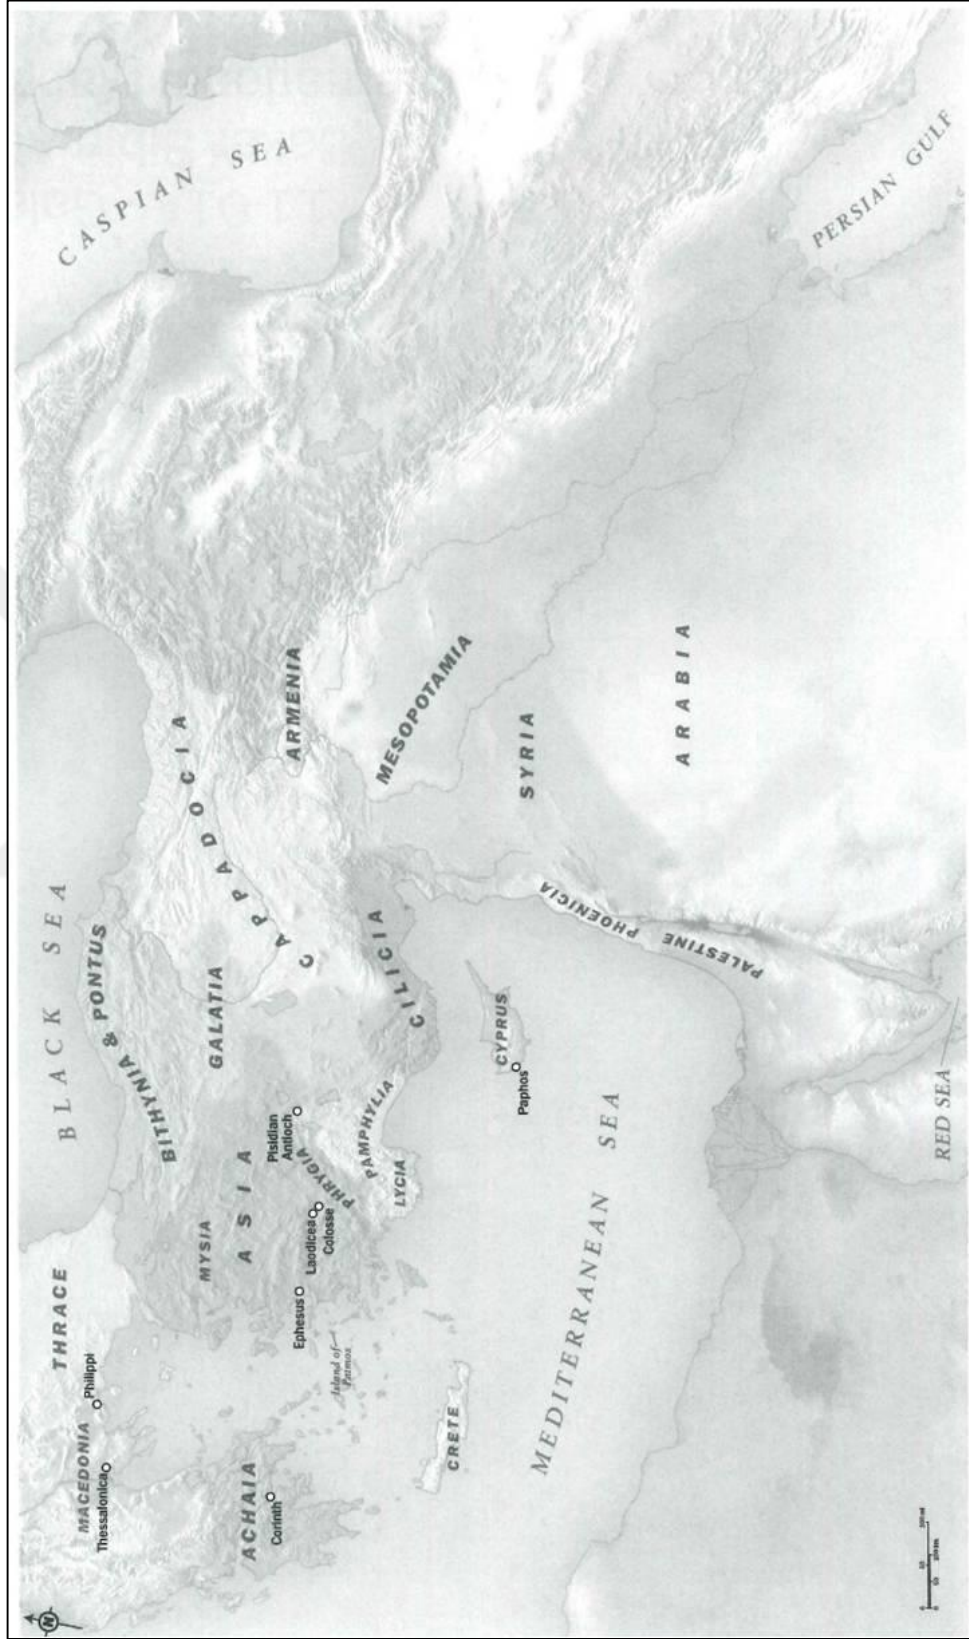 CASPIAN SEA
BLACK SEA
THRACE
MACEDONIA
Philippi
Thessalonica
BITHYNIA & PONTUS
CAPPADOCIA
GALATIA
ARMENIA
MYSIA
ASIA
Pisidian
Antioch
PHRYGIA
Laodicea
Colosse
Ephesus
Island of
Patmos
ACHAIA
Corinth
PAMPHYLIA
LYCIA
CILICIA
MESOPOTAMIA
SYRIA
CYPRUS
Paphos
CRETE
PHOENICIA
PALESTINE
ARABIA
MEDITERRANEAN SEA
RED SEA
PERSIAN GULF
N